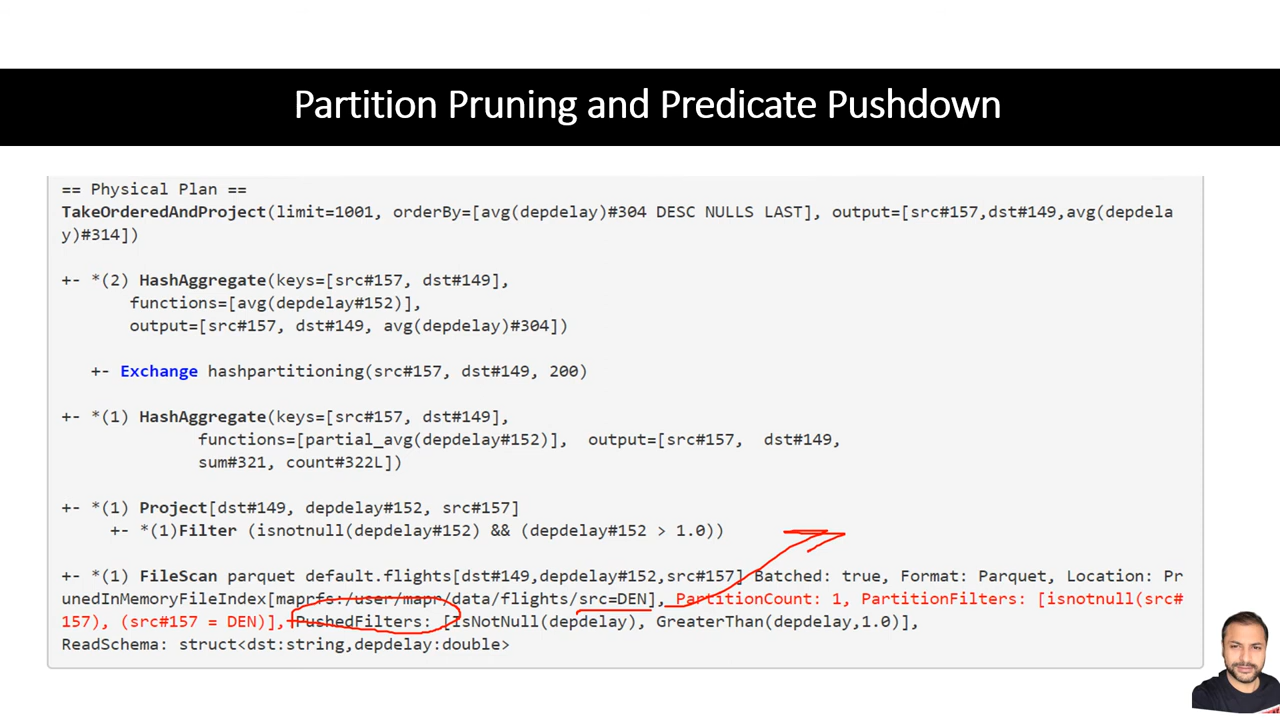 Partition Pruning and Predicate Pushdown
== Physical Plan ==
TakeOrderedAndProject(limit=1001, orderBy=[avg(depdelay)#304 DESC NULLS LAST], output=[src#157,dst#149,avg(depdela
y)#314])
+- *(2) HashAggregate(keys=[src#157, dst#149],
functions=[avg(depdelay#152)],
output=[src#157, dst#149, avg(depdelay)#304])
+- Exchange hashpartitioning(src#157, dst#149, 200)
+- *(1) HashAggregate(keys=[src#157, dst#149],
functions=[partial_avg(depdelay#152)], output=[src#157, dst#149,
sum#321, count#322L])
+- *(1) Project[dst#149, depdelay#152, src#157]
+- *(1)Filter (isnotnull(depdelay#152) && (depdelay#152 > 1.0))
+- *(1) FileScan parquet default.flights[dst#149,depdelay#152,src#157] Batched: true, Format: Parquet, Location: Pr
unedInMemoryFileIndex[maprfs:/user/mapr/data/flights/src=DEN], PartitionCount: 1, PartitionFilters: [isnotnull(src#
157), (src#157 = DEN)], PushedFilters: [IsNotNull(depdelay), GreaterThan(depdelay,1.0)],
ReadSchema: struct<dst:string,depdelay:double>